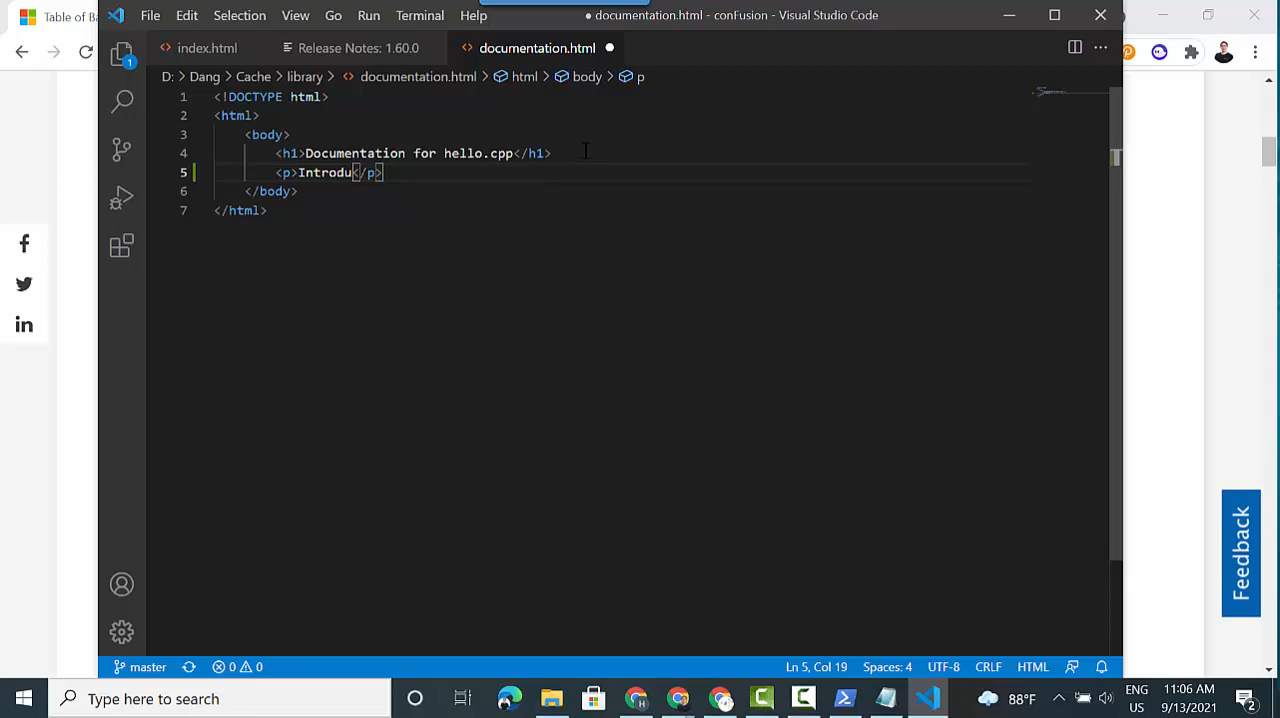 Table of Ba
File Edit Selection View Go Run Terminal Help
● documentation.html - confusion - Visual Studio Code
index.html
Release Notes: 1.60.0
documentation.html
D: > Dang > Cache > library > documentation.html > html > body > p
1 <!DOCTYPE html>
2 <html>
3 <body>
4 <h1>Documentation for hello.cpp</h1>
5 <p>Introdu</p>
6 </body>
7 </html>
1
Feedback
master
0 0
Ln 5, Col 19
Spaces: 4
UTF-8
CRLF
HTML
Type here to search
88°F
ENG
US
11:06 AM
9/13/2021
2